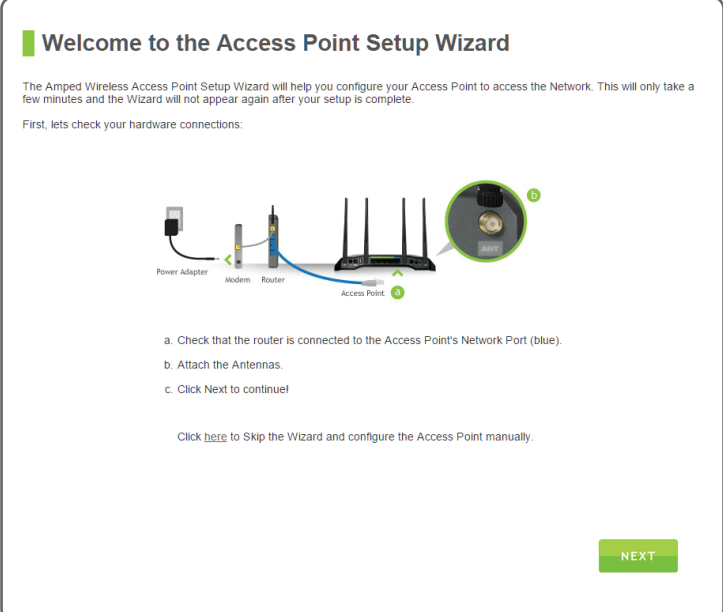 Welcome to the Access Point Setup Wizard
The Amped Wireless Access Point Setup Wizard will help you configure your Access Point to access the Network. This will only take a
few minutes and the Wizard will not appear again after your setup is complete.
First, lets check your hardware connections:
b
ANT
Power Adapter
Modem Router
Access Point a
a. Check that the router is connected to the Access Point's Network Port (blue).
b. Attach the Antennas.
c. Click Next to continue!
Click here to Skip the Wizard and configure the Access Point manually.
NEXT